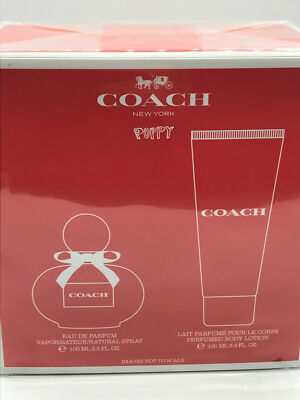 COACH
NEW YORK
POPPY
COACH
COACH
EAU DE PARFUM
VAPORISATEUR/NATURAL SPRAY
℮ 100 ML 3.3 FL. OZ.
LAIT PARFUMÉ POUR LE CORPS
PERFUMED BODY LOTION
℮ 100 ML 3.3 FL. OZ.
IMAGES NOT TO SCALE